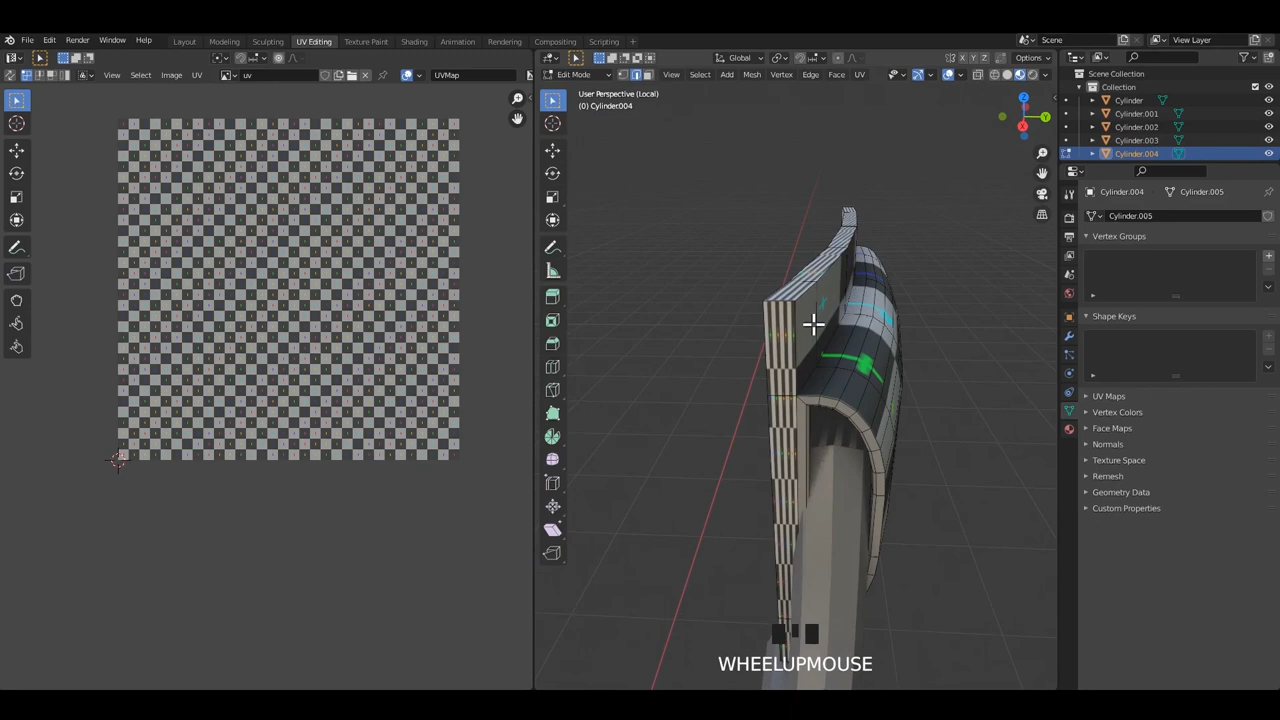 File Edit Render Window Help Layout Modeling Sculpting UV Editing Texture Paint Shading Animation Rendering Compositing Scripting + Scene View Layer
Global X Y Z Options
View Select Image UV uv UVMap Edit Mode View Select Add Mesh Vertex Edge Face UV
User Perspective (Local)
(0) Cylinder.004
Z
Y
X
Scene Collection
Collection
Cylinder
Cylinder.001
Cylinder.002
Cylinder.003
Cylinder.004
Cylinder.004 Cylinder.005
Cylinder.005
Vertex Groups
Shape Keys
UV Maps
Vertex Colors
Face Maps
Normals
Texture Space
Remesh
Geometry Data
Custom Properties
WHEELUPMOUSE